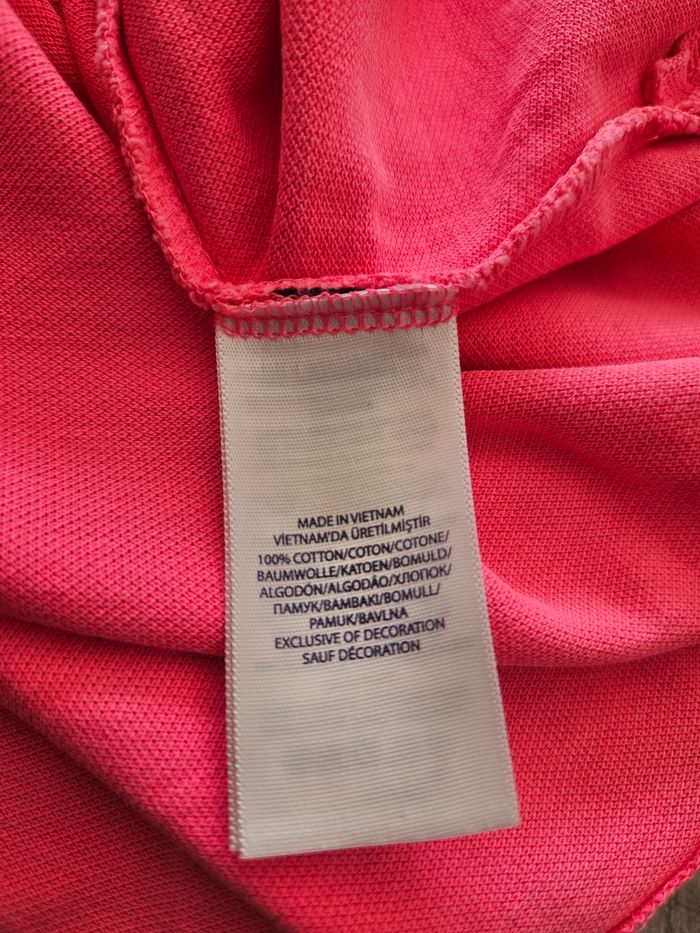 MADE IN VIETNAM
VİETNAM'DA ÜRETİLMİŞTİR
100% COTTON/COTON/COTONE/
BAUMWOLLE/KATOEN/BOMULD/
ALGODÓN/ALGODÃO/ХЛОПОК/
ПАМУК/BAMBAKI/BOMULL/
PAMUK/BAVLNA
EXCLUSIVE OF DECORATION
SAUF DÉCORATION